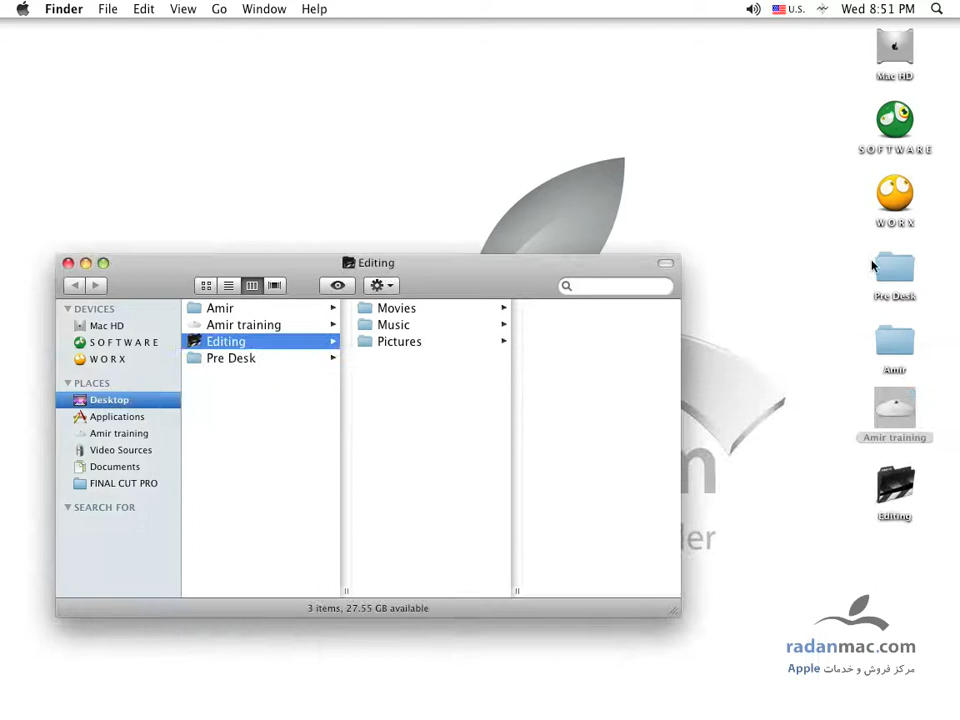 Finder File Edit View Go Window Help U.S. Wed 8:51 PM
Mac HD
SOFTWARE
WORX
Pre Desk
Amir
Amir training
Editing
Editing
DEVICES
Mac HD
SOFTWARE
WORX
PLACES
Desktop
Applications
Amir training
Video Sources
Documents
FINAL CUT PRO
SEARCH FOR
Amir
Amir training
Editing
Pre Desk
Movies
Music
Pictures
3 items, 27.55 GB available
m
ler
radanmac.com
مرکز فروش و خدمات Apple